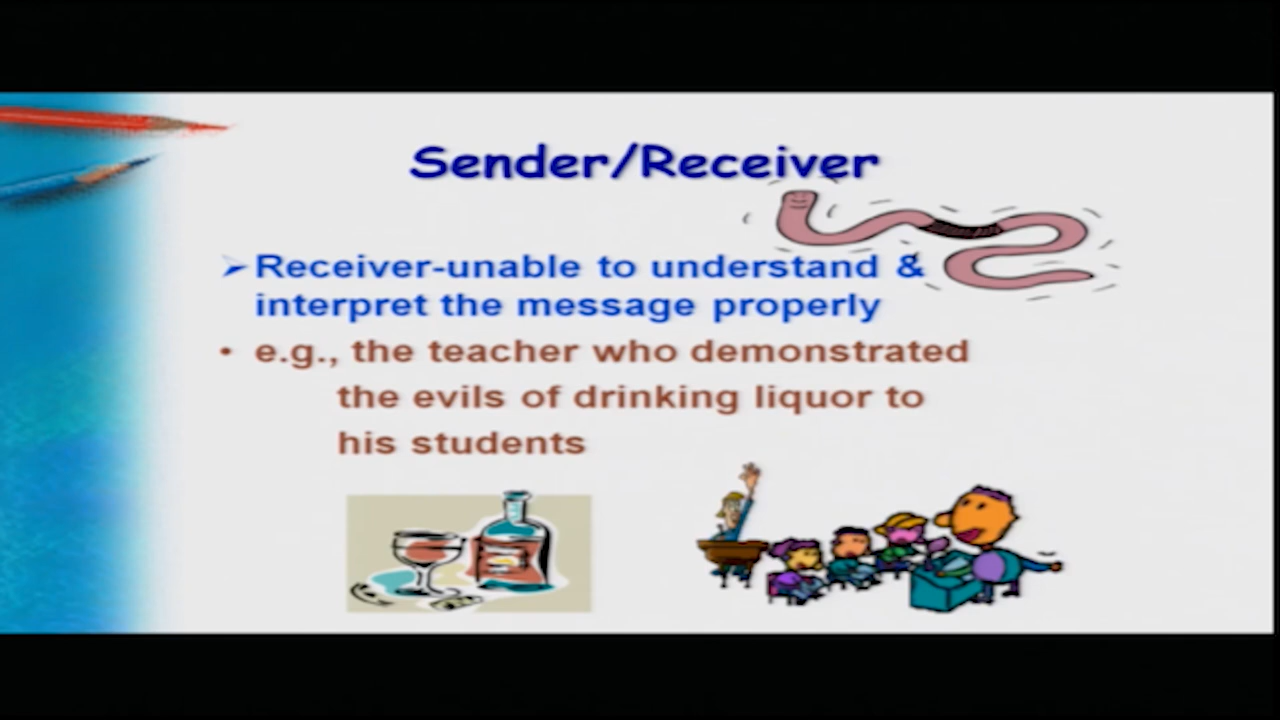 Sender/Receiver
➢Receiver-unable to understand &
interpret the message properly
• e.g., the teacher who demonstrated
the evils of drinking liquor to
his students